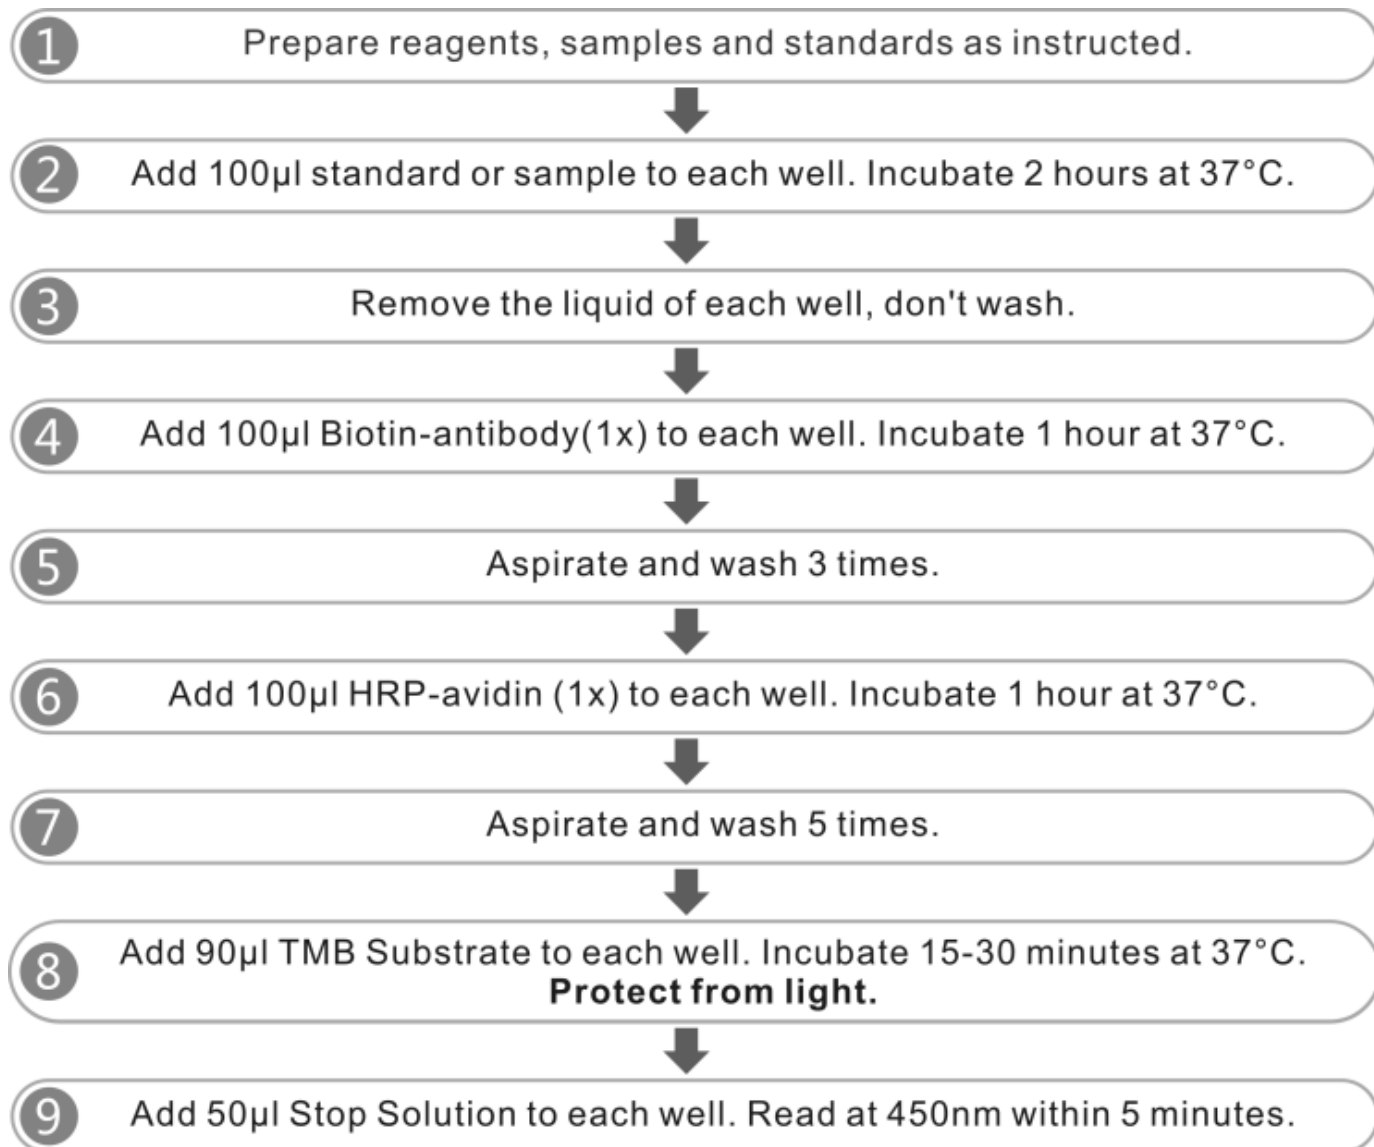 1 Prepare reagents, samples and standards as instructed.
2 Add 100µl standard or sample to each well. Incubate 2 hours at 37°C.
3 Remove the liquid of each well, don't wash.
4 Add 100µl Biotin-antibody(1x) to each well. Incubate 1 hour at 37°C.
5 Aspirate and wash 3 times.
6 Add 100µl HRP-avidin (1x) to each well. Incubate 1 hour at 37°C.
7 Aspirate and wash 5 times.
8 Add 90µl TMB Substrate to each well. Incubate 15-30 minutes at 37°C.
Protect from light.
9 Add 50µl Stop Solution to each well. Read at 450nm within 5 minutes.